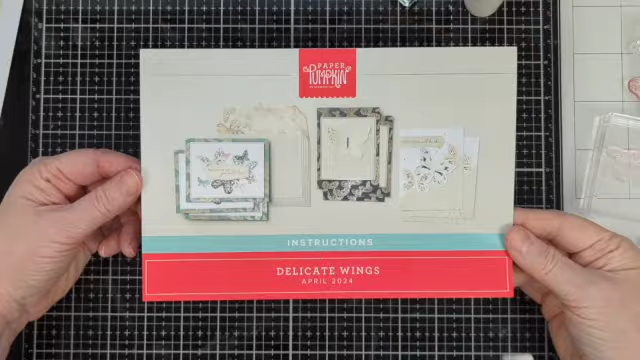 PAPER
PUMPKIN
INSTRUCTIONS
DELICATE WINGS
APRIL 2024